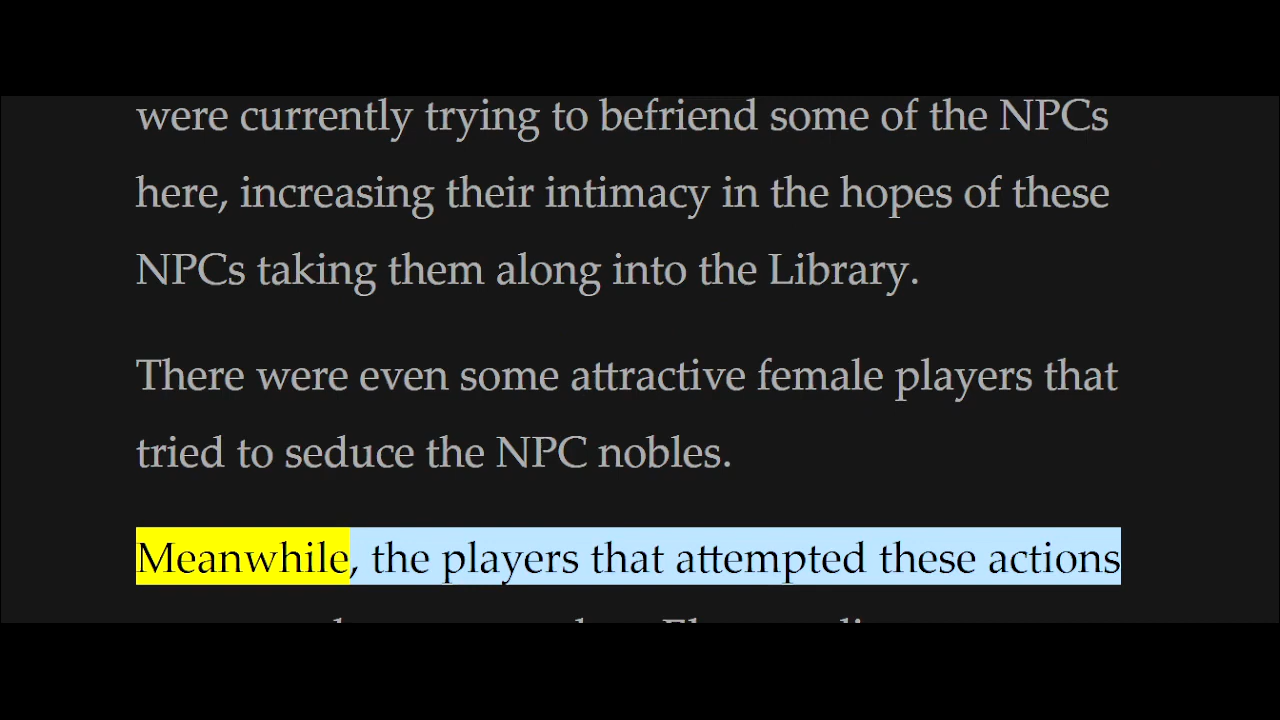 were currently trying to befriend some of the NPCs
here, increasing their intimacy in the hopes of these
NPCs taking them along into the Library.
There were even some attractive female players that
tried to seduce the NPC nobles.
Meanwhile, the players that attempted these actions